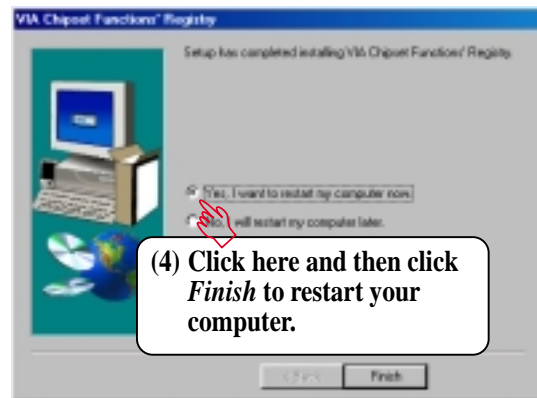 VIA Chipset Functions' Registry
Setup has completed installing VIA Chipset Functions' Registry.
Yes, I want to restart my computer now.
No, I will restart my computer later.
(4) Click here and then click
Finish to restart your
computer.
< Back
Finish